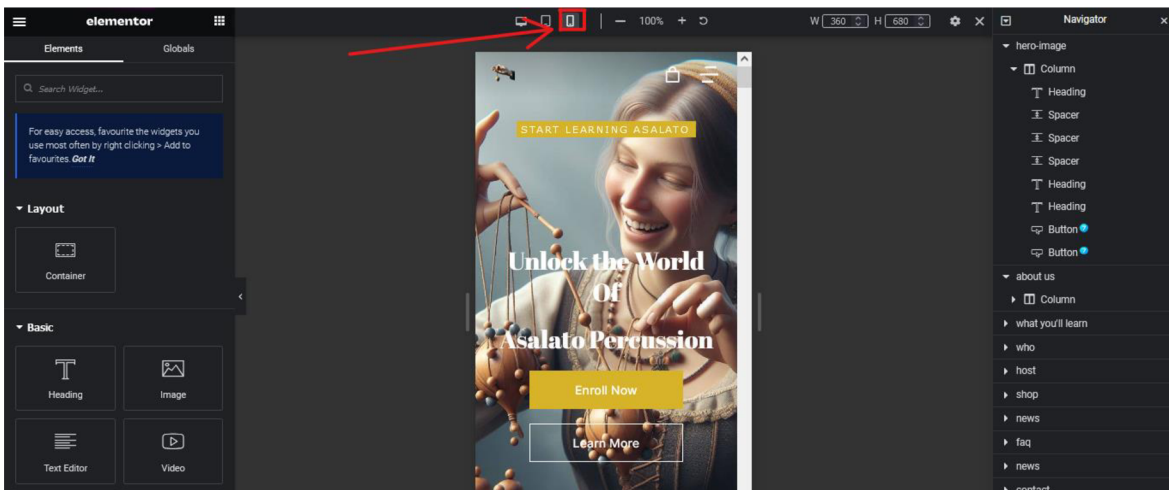 elementor
100%
W 360 H 680
Navigator
Elements Globals
Search Widget...
For easy access, favourite the widgets you
use most often by right clicking > Add to
favourites. Got It
Layout
Container
Basic
Heading
Image
Text Editor
Video
START LEARNING ASALATO
Unlock the World
Of
Asalato Percussion
Enroll Now
Learn More
hero-image
Column
Heading
Spacer
Spacer
Spacer
Heading
Heading
Button
Button
about us
Column
what you'll learn
who
host
shop
news
faq
news
contact